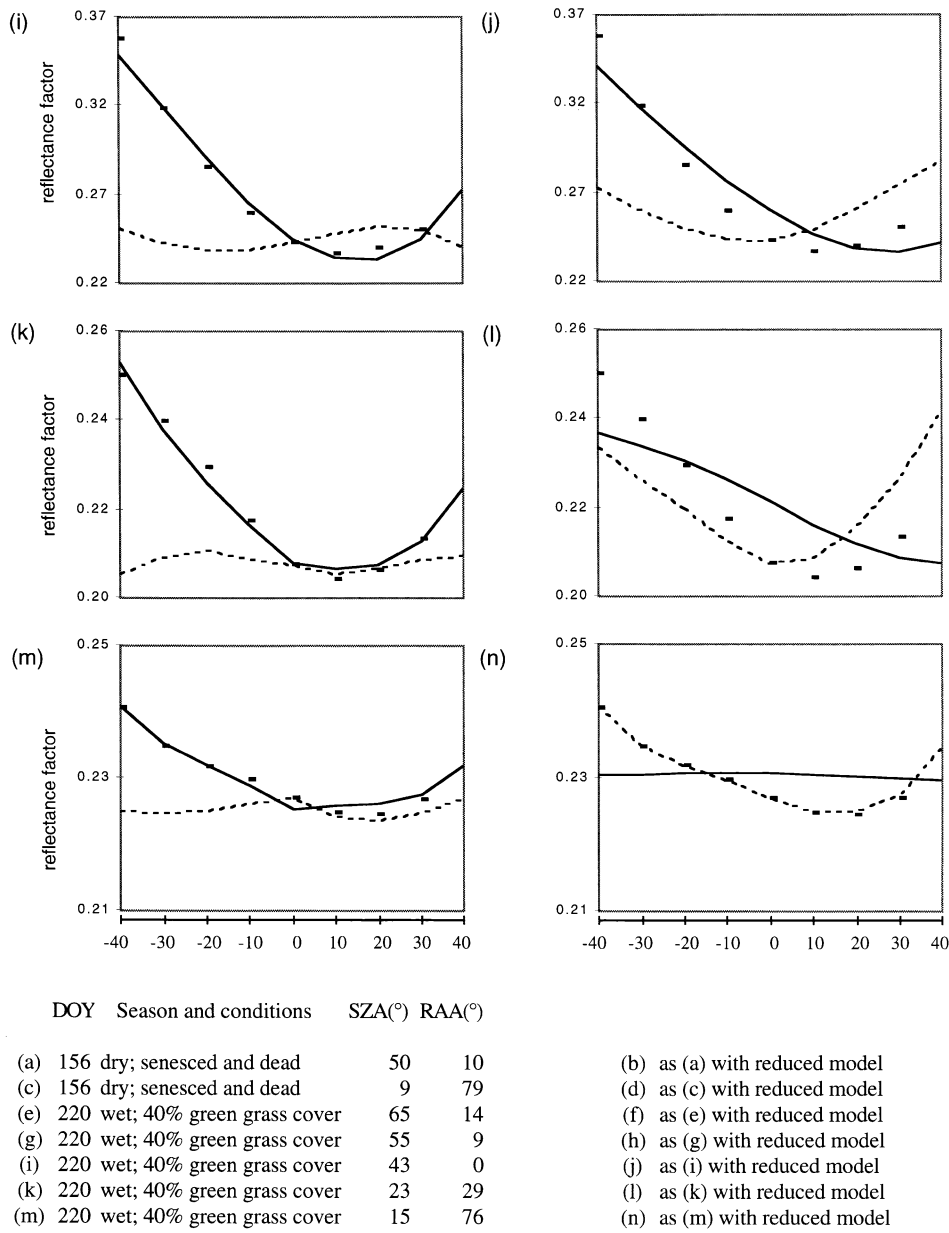 (i)
0.37
0.32
0.27
0.22
reflectance factor
(j)
0.37
0.32
0.27
0.22
(k)
0.26
0.24
0.22
0.20
reflectance factor
(l)
0.26
0.24
0.22
0.20
(m)
0.25
0.23
0.21
reflectance factor
-40 -30 -20 -10 0 10 20 30 40
(n)
0.25
0.23
0.21
-40 -30 -20 -10 0 10 20 30 40
DOY Season and conditions SZA(°) RAA(°)
(a) 156 dry; senesced and dead 50 10
(c) 156 dry; senesced and dead 9 79
(e) 220 wet; 40% green grass cover 65 14
(g) 220 wet; 40% green grass cover 55 9
(i) 220 wet; 40% green grass cover 43 0
(k) 220 wet; 40% green grass cover 23 29
(m) 220 wet; 40% green grass cover 15 76
(b) as (a) with reduced model
(d) as (c) with reduced model
(f) as (e) with reduced model
(h) as (g) with reduced model
(j) as (i) with reduced model
(l) as (k) with reduced model
(n) as (m) with reduced model